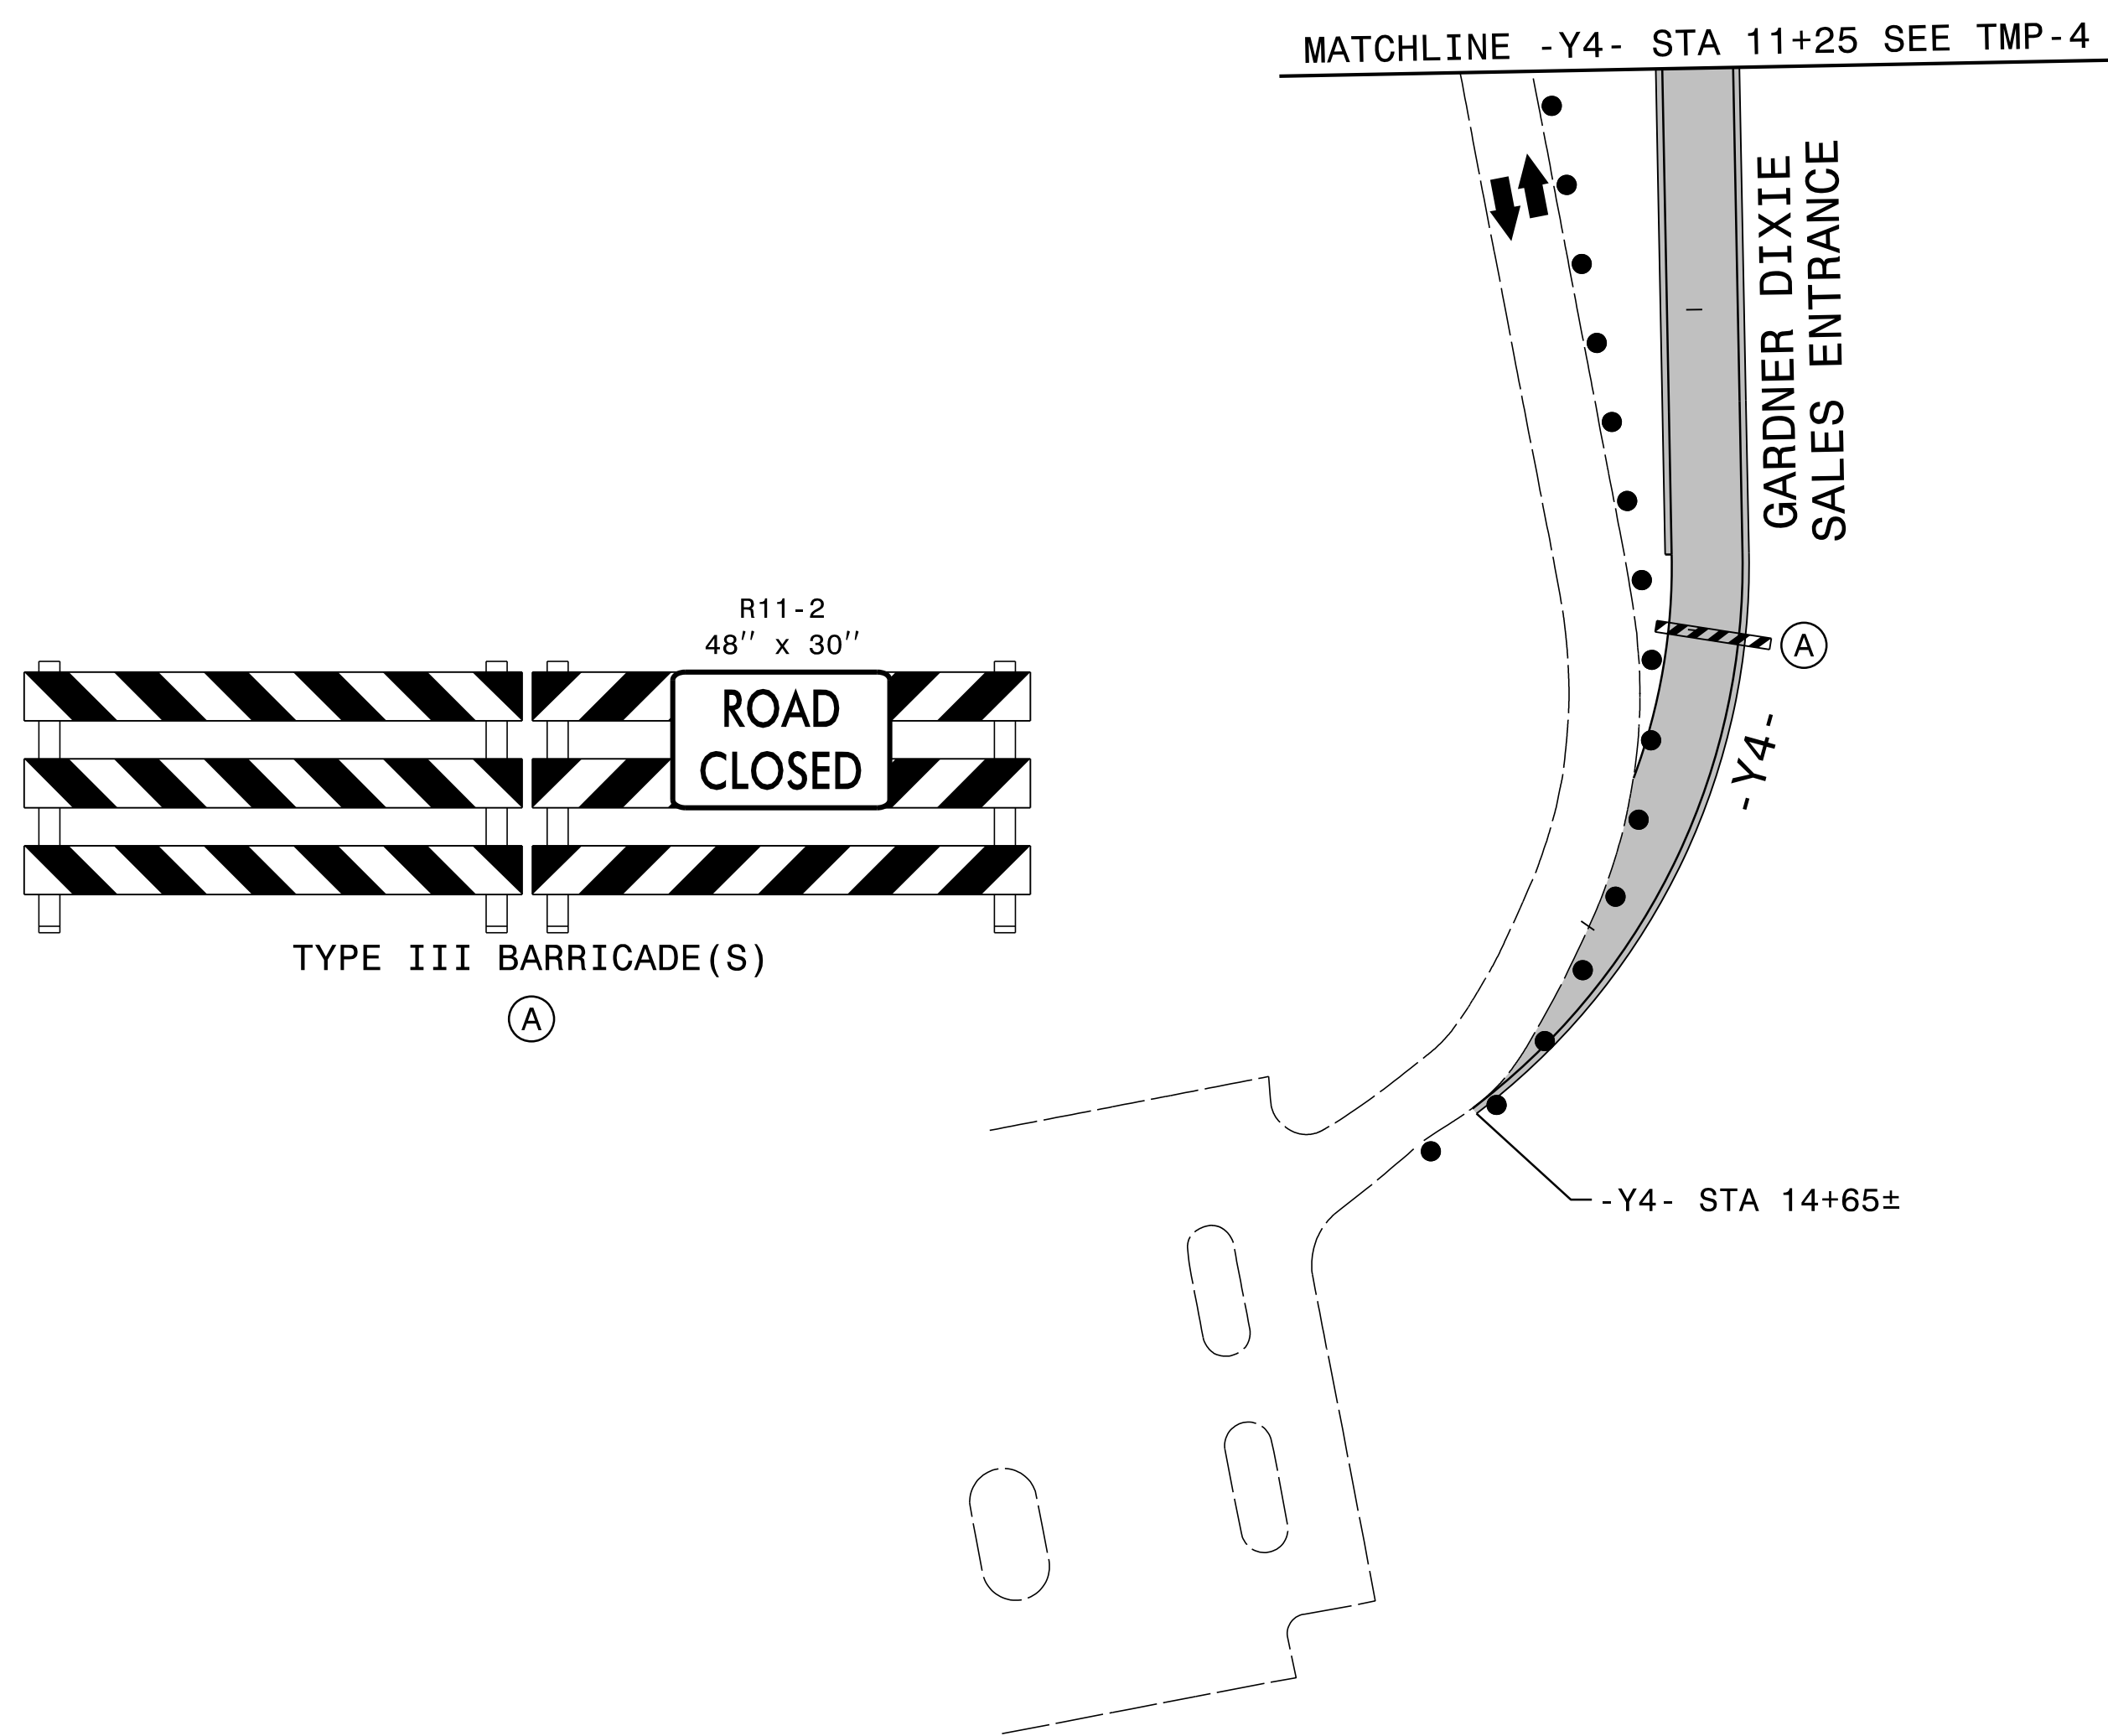 MATCHLINE -Y4- STA 11+25 SEE TMP-4
GARDNER DIXIE
SALES ENTRANCE
R11-2
48'' x 30''
ROAD
CLOSED
A
-Y4-
TYPE III BARRICADE(S)
A
-Y4- STA 14+65±